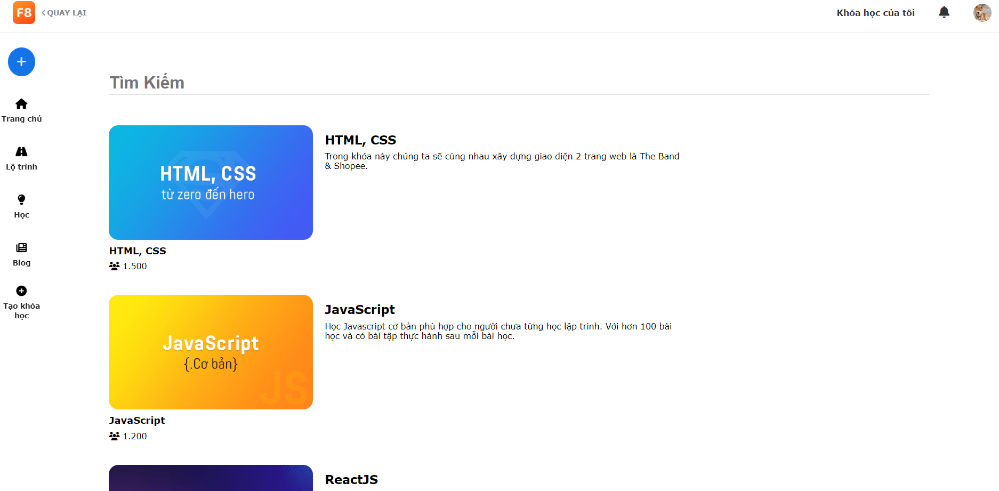 F8
QUAY LẠI
Khóa học của tôi
Trang chủ
Lộ trình
Học
Blog
Tạo khóa
học
Tìm Kiếm
HTML, CSS
từ zero đến hero
HTML, CSS
1.500
HTML, CSS
Trong khóa này chúng ta sẽ cùng nhau xây dựng giao diện 2 trang web là The Band
& Shopee.
JavaScript
{.Cơ bản}
JS
JavaScript
1.200
JavaScript
Học Javascript cơ bản phù hợp cho người chưa từng học lập trình. Với hơn 100 bài
học và có bài tập thực hành sau mỗi bài học.
ReactJS